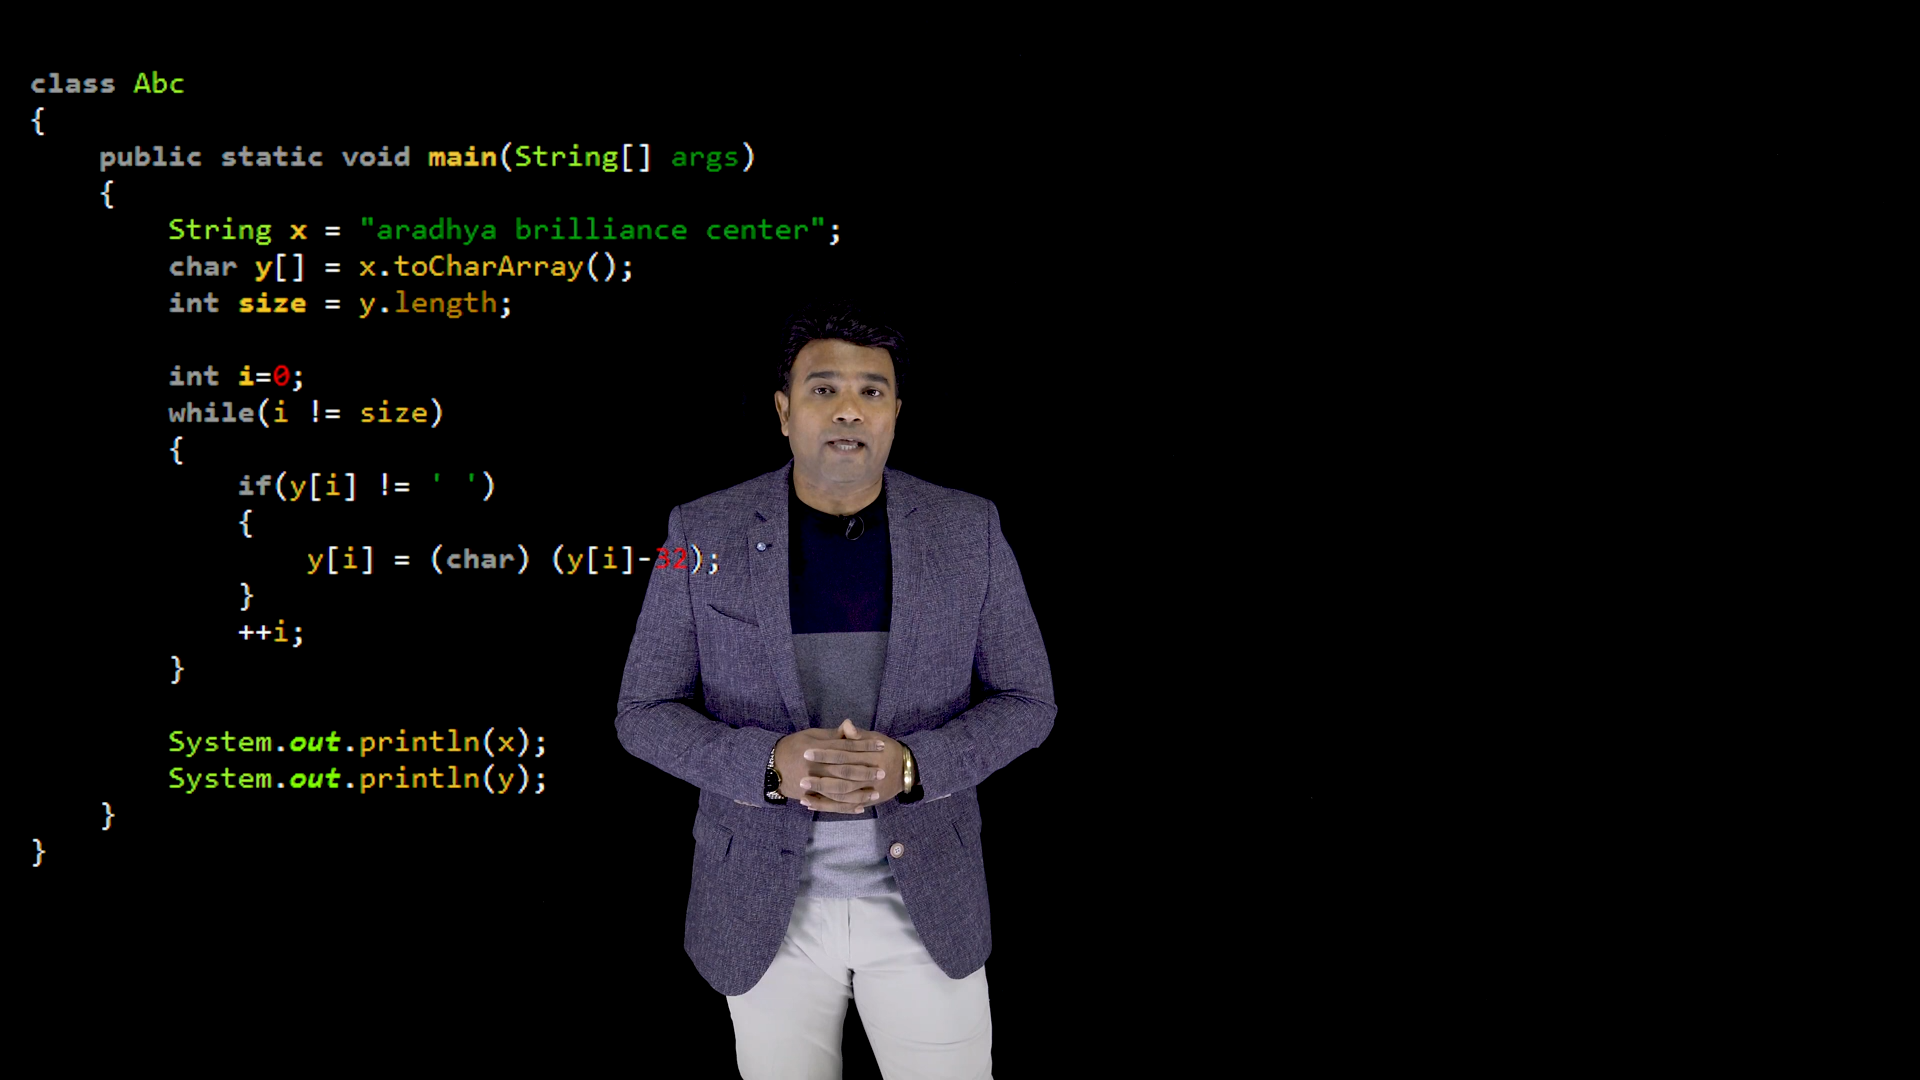 class Abc
{
public static void main(String[] args)
{
String x = "aradhya brilliance center";
char y[] = x.toCharArray();
int size = y.length;
int i=0;
while(i != size)
{
if(y[i] != ' ')
{
y[i] = (char) (y[i]-32);
}
++i;
}
System.out.println(x);
System.out.println(y);
}
}